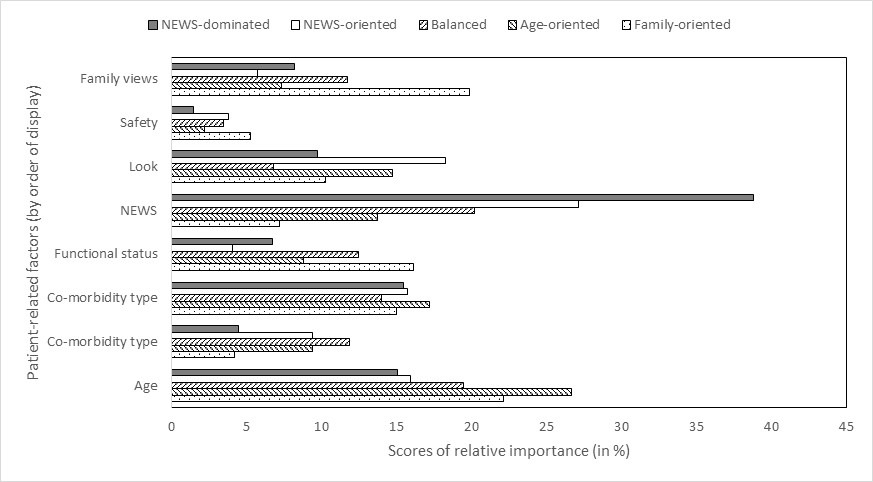 NEWS-dominated NEWS-oriented Balanced Age-oriented Family-oriented
Patient-related factors (by order of display)
Family views
Safety
Look
NEWS
Functional status
Co-morbidity type
Co-morbidity type
Age
0 5 10 15 20 25 30 35 40 45
Scores of relative importance (in %)